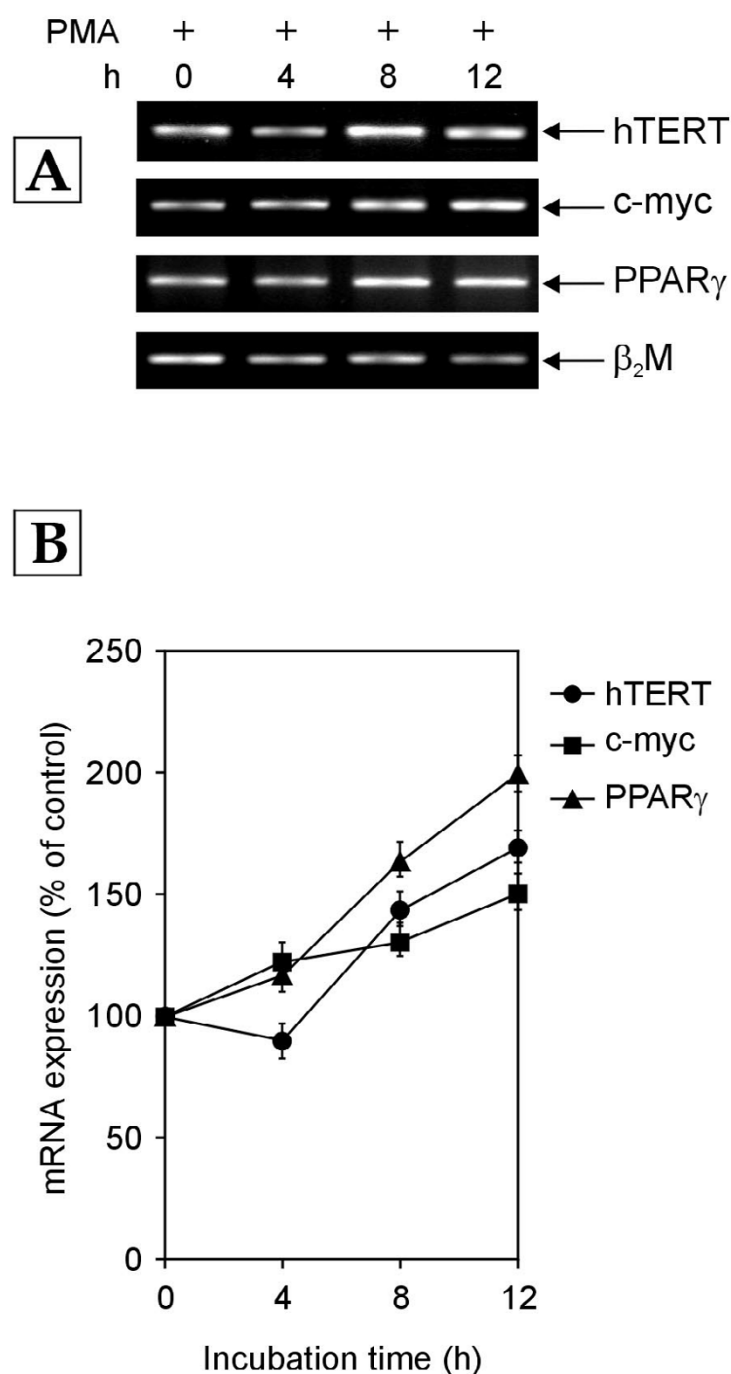 PMA + + + +
h 0 4 8 12
A
hTERT
c-myc
PPARγ
β₂M
B
250
200
150
100
50
0
mRNA expression (% of control)
0 4 8 12
Incubation time (h)
hTERT
c-myc
PPARγ